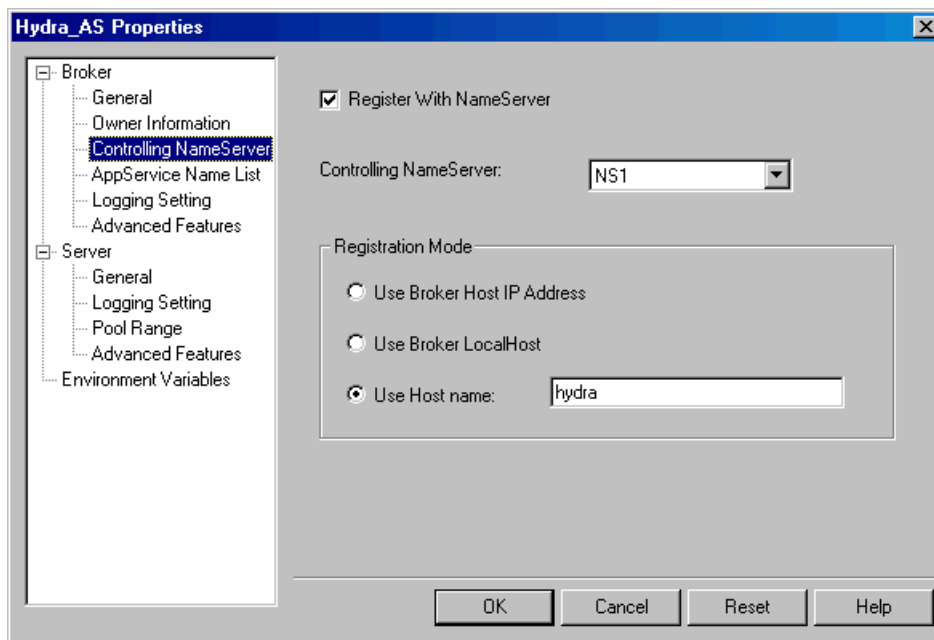 Hydra_AS Properties
Broker
General
Owner Information
Controlling NameServer
AppService Name List
Logging Setting
Advanced Features
Server
General
Logging Setting
Pool Range
Advanced Features
Environment Variables
Register With NameServer
Controlling NameServer: NS1
Registration Mode
Use Broker Host IP Address
Use Broker LocalHost
Use Host name: hydra
OK Cancel Reset Help